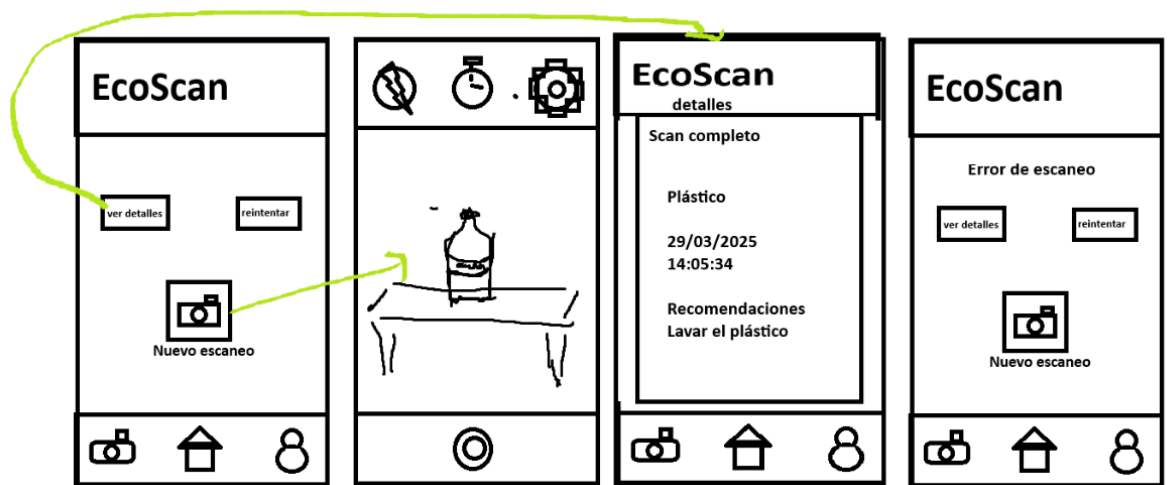 EcoScan
ver detalles
reintentar
Nuevo escaneo
EcoScan
detalles
Scan completo
Plástico
29/03/2025
14:05:34
Recomendaciones
Lavar el plástico
EcoScan
Error de escaneo
ver detalles
reintentar
Nuevo escaneo